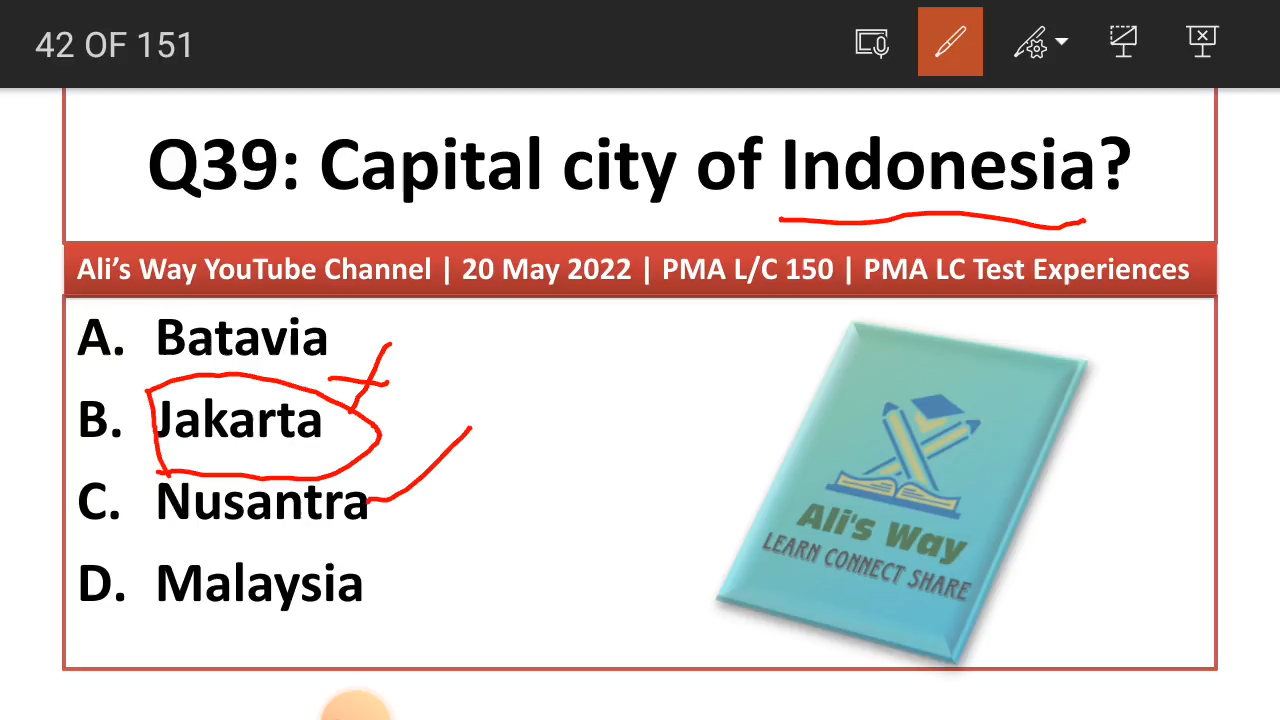 42 OF 151
Q39: Capital city of Indonesia?
Ali’s Way YouTube Channel | 20 May 2022 | PMA L/C 150 | PMA LC Test Experiences
A. Batavia
B. Jakarta
C. Nusantra
D. Malaysia
Ali's Way
LEARN CONNECT SHARE